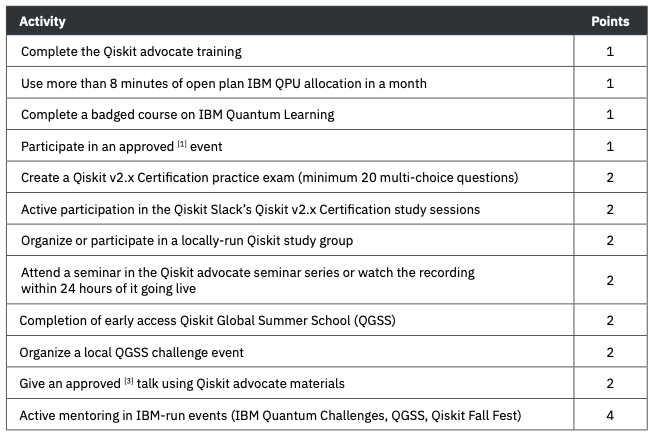 Activity Points
Complete the Qiskit advocate training 1
Use more than 8 minutes of open plan IBM QPU allocation in a month 1
Complete a badged course on IBM Quantum Learning 1
Participate in an approved [1] event 1
Create a Qiskit v2.x Certification practice exam (minimum 20 multi-choice questions) 2
Active participation in the Qiskit Slack's Qiskit v2.x Certification study sessions 2
Organize or participate in a locally-run Qiskit study group 2
Attend a seminar in the Qiskit advocate seminar series or watch the recording
within 24 hours of it going live 2
Completion of early access Qiskit Global Summer School (QGSS) 2
Organize a local QGSS challenge event 2
Give an approved [3] talk using Qiskit advocate materials 2
Active mentoring in IBM-run events (IBM Quantum Challenges, QGSS, Qiskit Fall Fest) 4